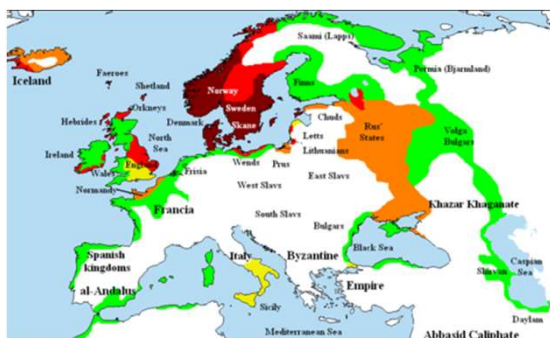 Saami (Lapps)
Iceland
Faeroes
Shetland
Orkneys
Norway
Finns
Permia (Bjarmland)
Sweden
Skane
Denmark
Hebrides
North
Sea
Ireland
Wales
England
Chuds
Letts
Lithuanians
Rus'
States
Volga
Bulgars
Normandy
Frisia
Wends
Prus
West Slavs
East Slavs
Francia
South Slavs
Bulgars
Khazar Khaganate
Black Sea
Spanish
kingdoms
al-Andalus
Italy
Byzantine
Empire
Sicily
Mediterranean Sea
Shirvan
Caspian
Sea
Daylam
Abbasid Caliphate